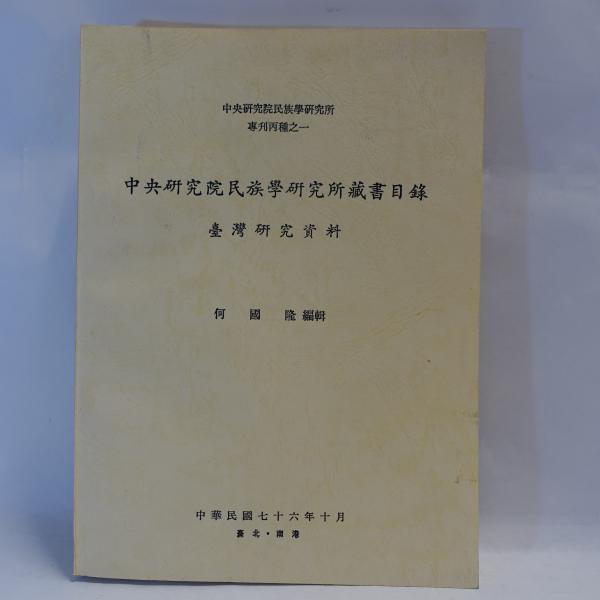 中央研究院民族學研究所
專刊丙種之一
中央研究院民族學研究所藏書目錄
臺灣研究資料
何國隆編輯
中華民國七十六年十月
臺北·南港